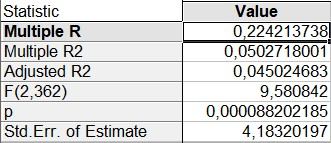 Statistic Value
Multiple R 0,224213738
Multiple R2 0,0502718001
Adjusted R2 0,045024683
F(2,362) 9,580842
p 0,000088202185
Std.Err. of Estimate 4,18320197